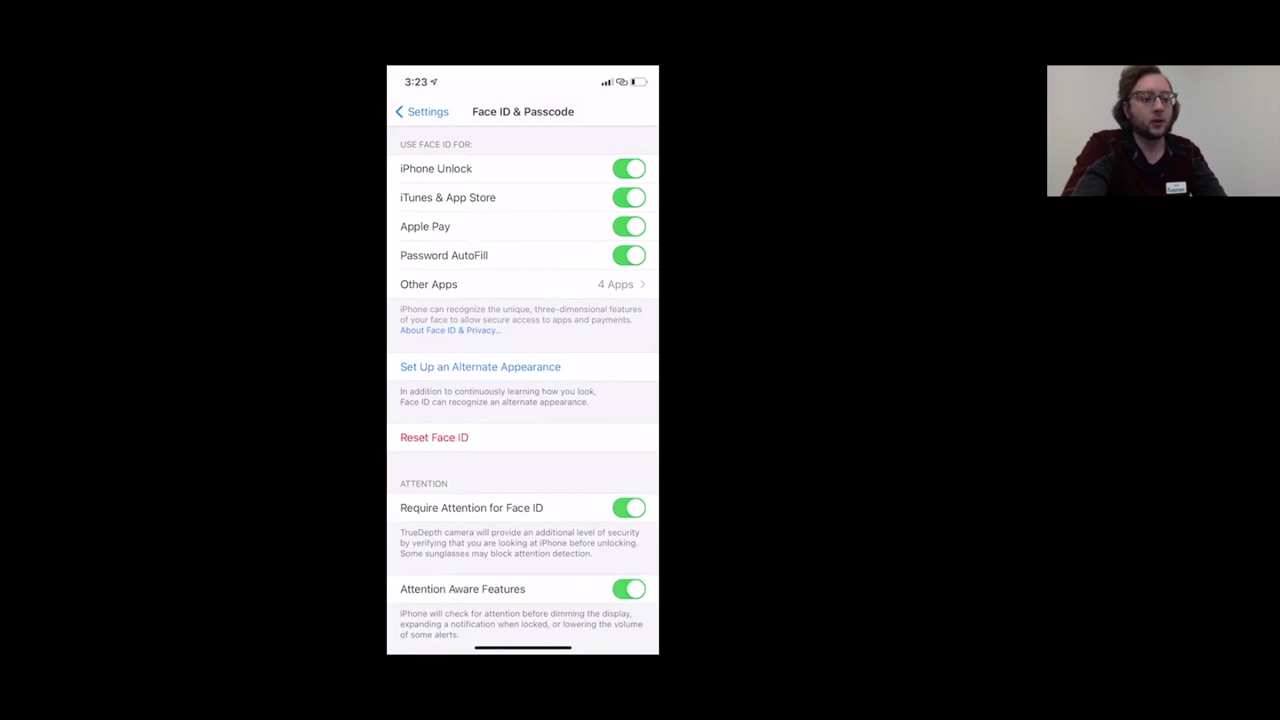 3:23
Settings
Face ID & Passcode
USE FACE ID FOR:
iPhone Unlock
iTunes & App Store
Apple Pay
Password AutoFill
Other Apps
4 Apps
iPhone can recognize the unique, three-dimensional features
of your face to allow secure access to apps and payments.
About Face ID & Privacy...
Set Up an Alternate Appearance
In addition to continuously learning how you look,
Face ID can recognize an alternate appearance.
Reset Face ID
ATTENTION
Require Attention for Face ID
TrueDepth camera will provide an additional level of security
by verifying that you are looking at iPhone before unlocking.
Some sunglasses may block attention detection.
Attention Aware Features
iPhone will check for attention before dimming the display,
expanding a notification when locked, or lowering the volume
of some alerts.